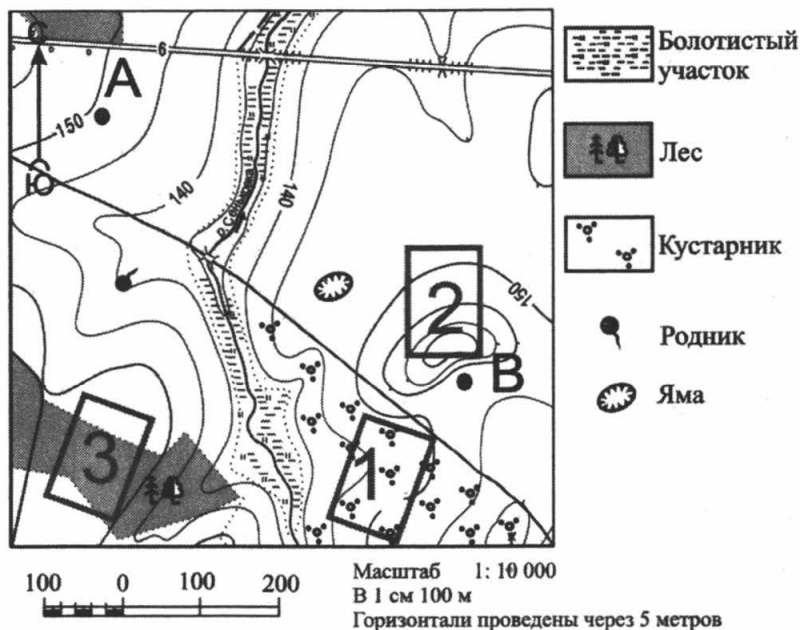 С
6
А
150
Ю
140
140
150
2
В
3
1
Болотистый
участок
Лес
Кустарник
Родник
Яма
100 0 100 200
Масштаб 1: 10 000
В 1 см 100 м
Горизонтали проведены через 5 метров